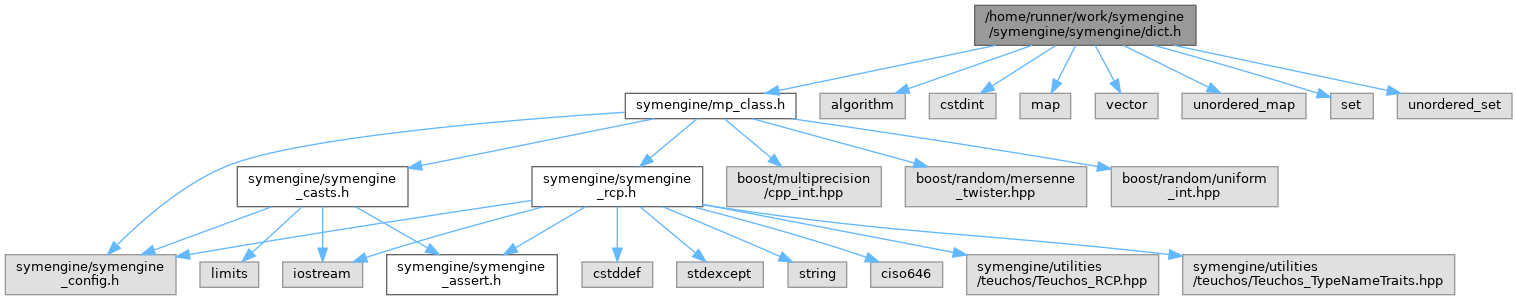 /home/runner/work/symengine
/symengine/symengine/dict.h
symengine/mp_class.h
algorithm
cstdint
map
vector
unordered_map
set
unordered_set
symengine/symengine
_casts.h
symengine/symengine
_rcp.h
boost/multiprecision
/cpp_int.hpp
boost/random/mersenne
_twister.hpp
boost/random/uniform
_int.hpp
symengine/symengine
_config.h
limits
iostream
symengine/symengine
_assert.h
cstddef
stdexcept
string
ciso646
symengine/utilities
/teuchos/Teuchos_RCP.hpp
symengine/utilities
/teuchos/Teuchos_TypeNameTraits.hpp